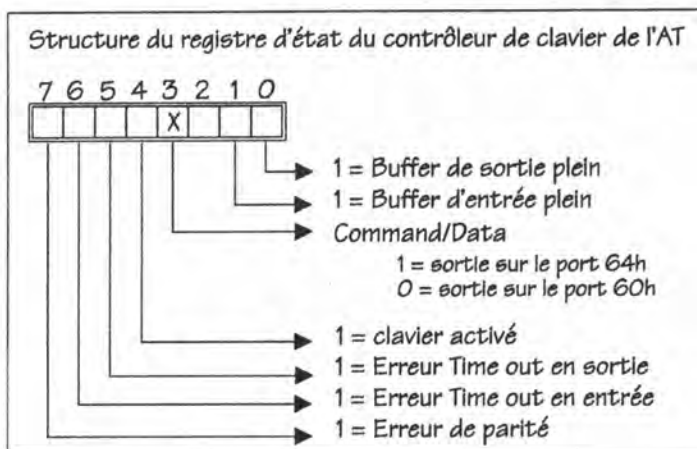 Structure du registre d'état du contrôleur de clavier de l'AT
7 6 5 4 3 2 1 0
X
1 = Buffer de sortie plein
1 = Buffer d'entrée plein
Command/Data
1 = sortie sur le port 64h
0 = sortie sur le port 60h
1 = clavier activé
1 = Erreur Time out en sortie
1 = Erreur Time out en entrée
1 = Erreur de parité